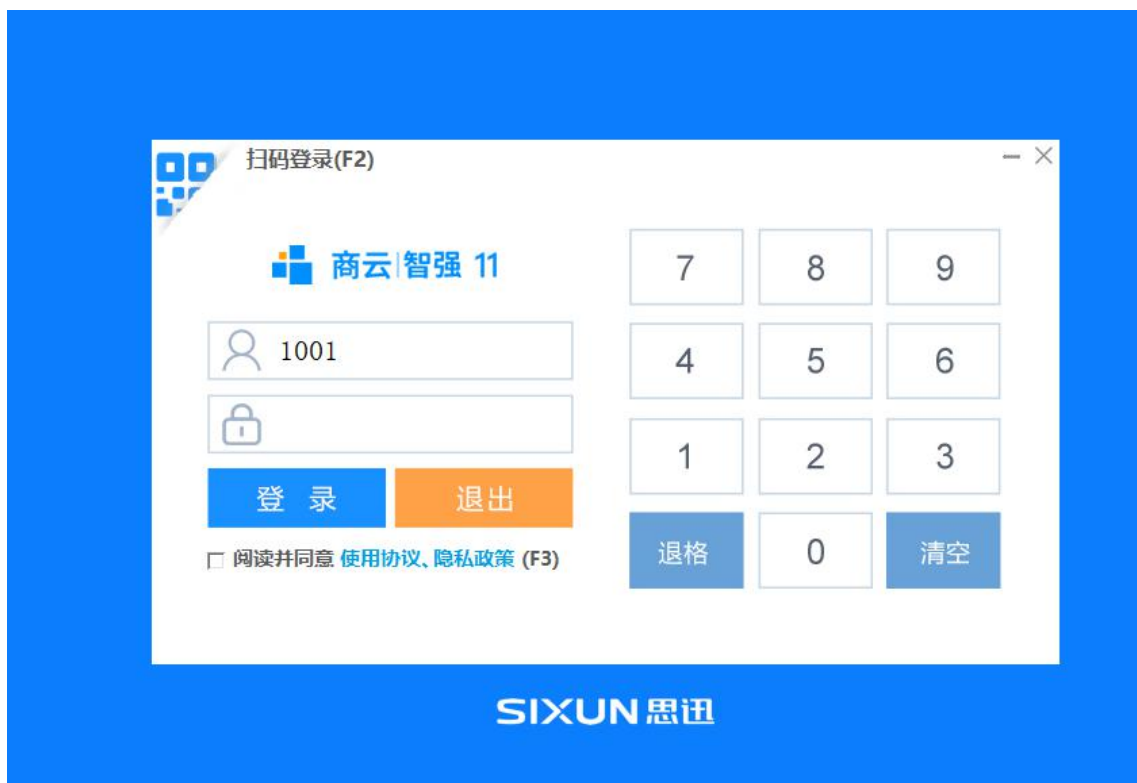 扫码登录(F2)
商云|智强 11
1001
登 录 退出
阅读并同意 使用协议、隐私政策 (F3)
7 8 9
4 5 6
1 2 3
退格 0 清空
SIXUN思迅